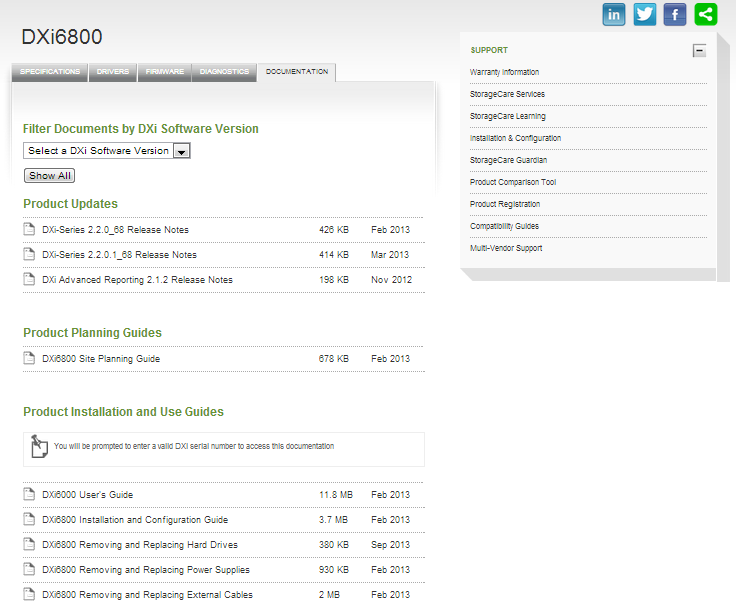 in
f
DXi6800
SPECIFICATIONS DRIVERS FIRMWARE DIAGNOSTICS DOCUMENTATION
Filter Documents by DXi Software Version
Select a DXi Software Version
Show All
Product Updates
DXi-Series 2.2.0_68 Release Notes 426 KB Feb 2013
DXi-Series 2.2.0.1_68 Release Notes 414 KB Mar 2013
DXi Advanced Reporting 2.1.2 Release Notes 198 KB Nov 2012
Product Planning Guides
DXi6800 Site Planning Guide 678 KB Feb 2013
Product Installation and Use Guides
You will be prompted to enter a valid DXi serial number to access this documentation
DXi6000 User's Guide 11.8 MB Feb 2013
DXi6800 Installation and Configuration Guide 3.7 MB Feb 2013
DXi6800 Removing and Replacing Hard Drives 380 KB Sep 2013
DXi6800 Removing and Replacing Power Supplies 930 KB Feb 2013
DXi6800 Removing and Replacing External Cables 2 MB Feb 2013
SUPPORT
Warranty Information
StorageCare Services
StorageCare Learning
Installation & Configuration
StorageCare Guardian
Product Comparison Tool
Product Registration
Compatibility Guides
Multi-Vendor Support